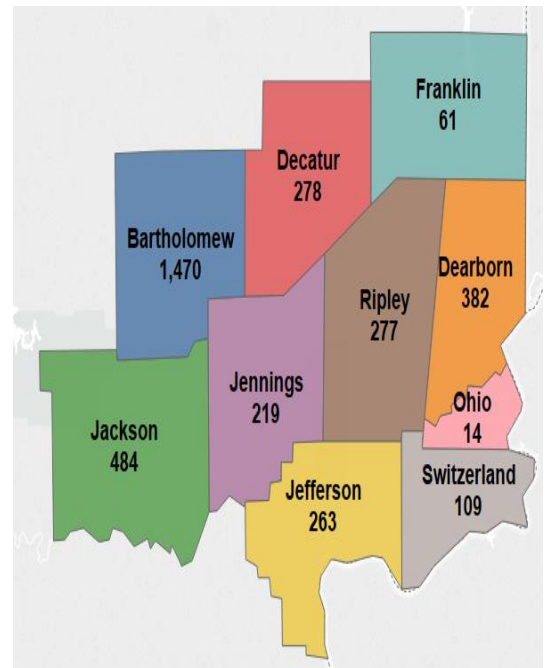 Franklin
61
Decatur
278
Bartholomew
1,470
Dearborn
382
Ripley
277
Jennings
219
Ohio
14
Jackson
484
Switzerland
109
Jefferson
263